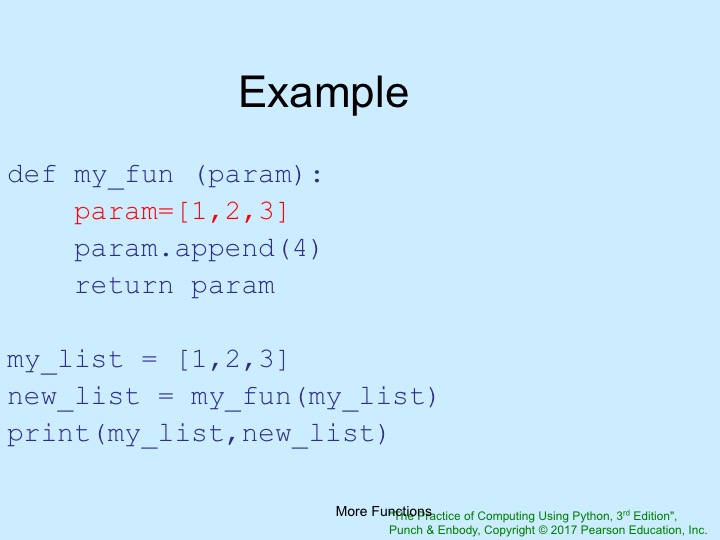 Example
def my_fun (param):
    param=[1,2,3]
    param.append(4)
    return param
my_list = [1,2,3]
new_list = my_fun(my_list)
print(my_list,new_list)
More Functions
"The Practice of Computing Using Python, 3rd Edition",
Punch & Enbody, Copyright © 2017 Pearson Education, Inc.